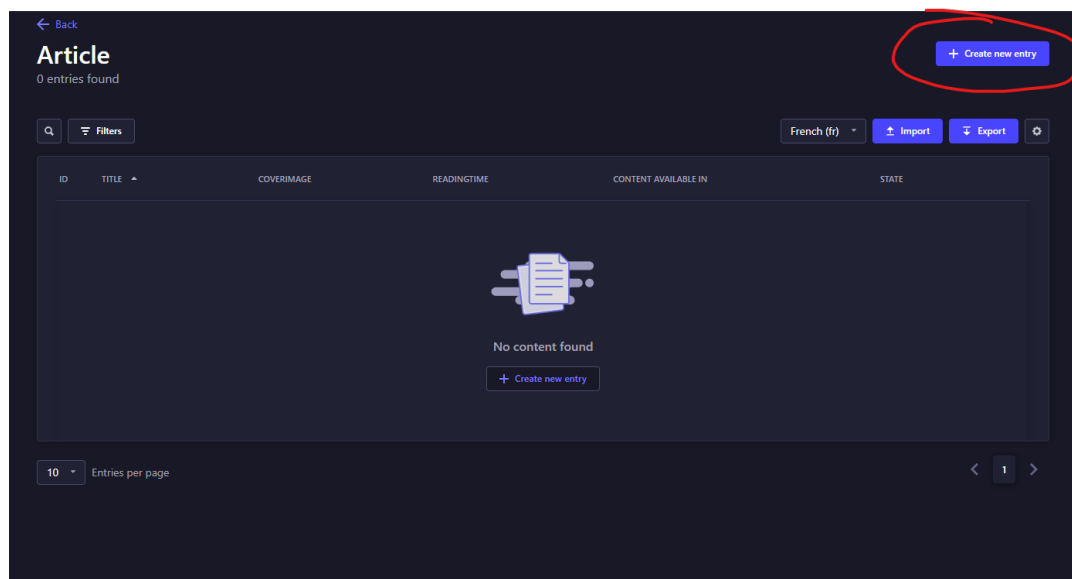 Back
Article
0 entries found
Create new entry
Filters
French (fr)
Import
Export
ID TITLE COVERIMAGE READINGTIME CONTENT AVAILABLE IN STATE
No content found
Create new entry
10 Entries per page
1